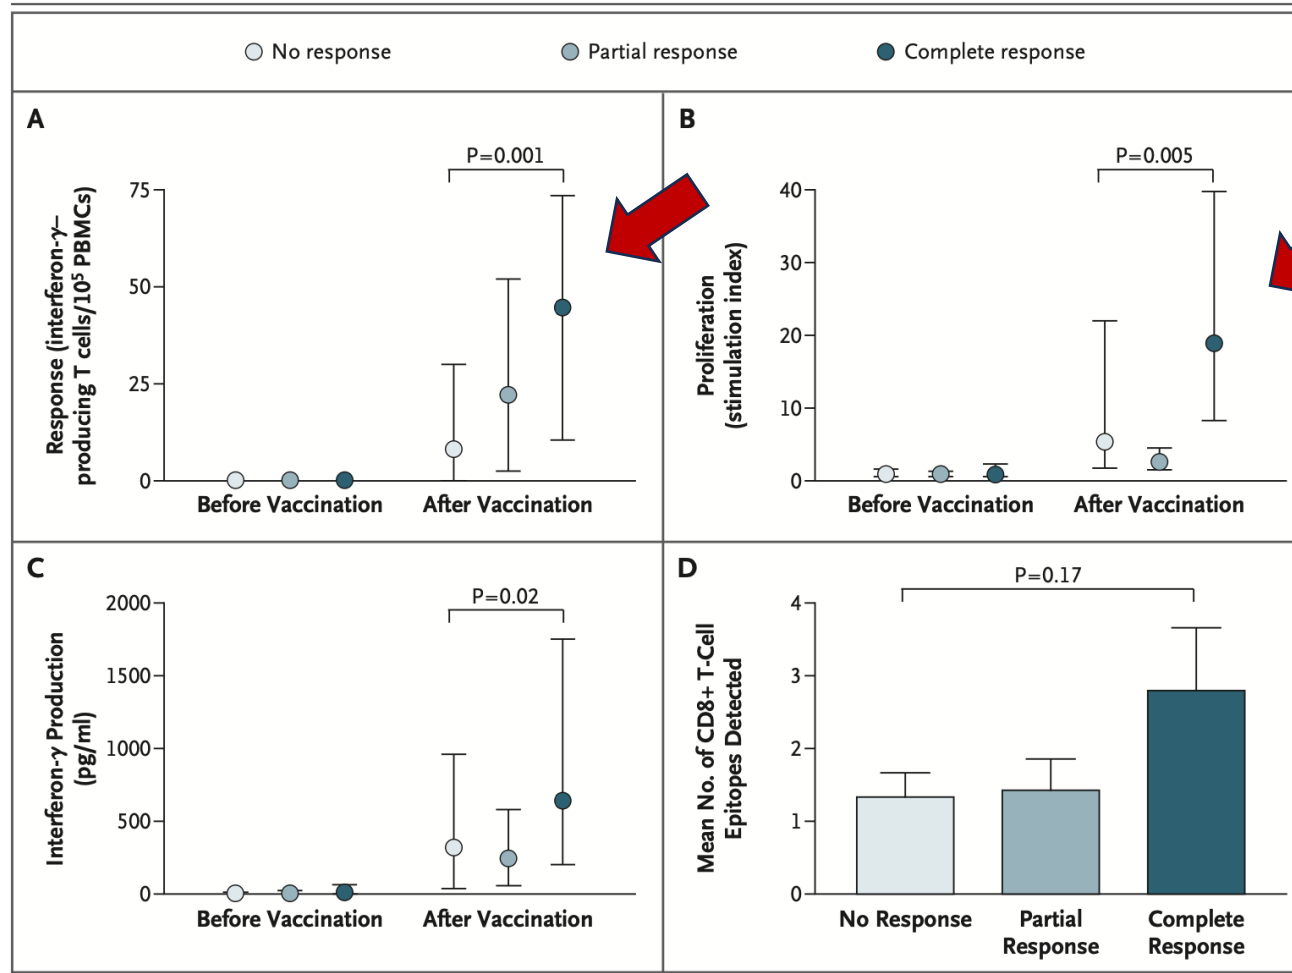 No response
Partial response
Complete response
A
P=0.001
Response (interferon-γ–
producing T cells/10⁵ PBMCs)
75
50
25
0
Before Vaccination
After Vaccination
B
P=0.005
Proliferation
(stimulation index)
40
30
20
10
0
Before Vaccination
After Vaccination
C
P=0.02
Interferon-γ Production
(pg/ml)
2000
1500
1000
500
0
Before Vaccination
After Vaccination
D
P=0.17
Mean No. of CD8+ T-Cell
Epitopes Detected
4
3
2
1
0
No Response
Partial
Response
Complete
Response